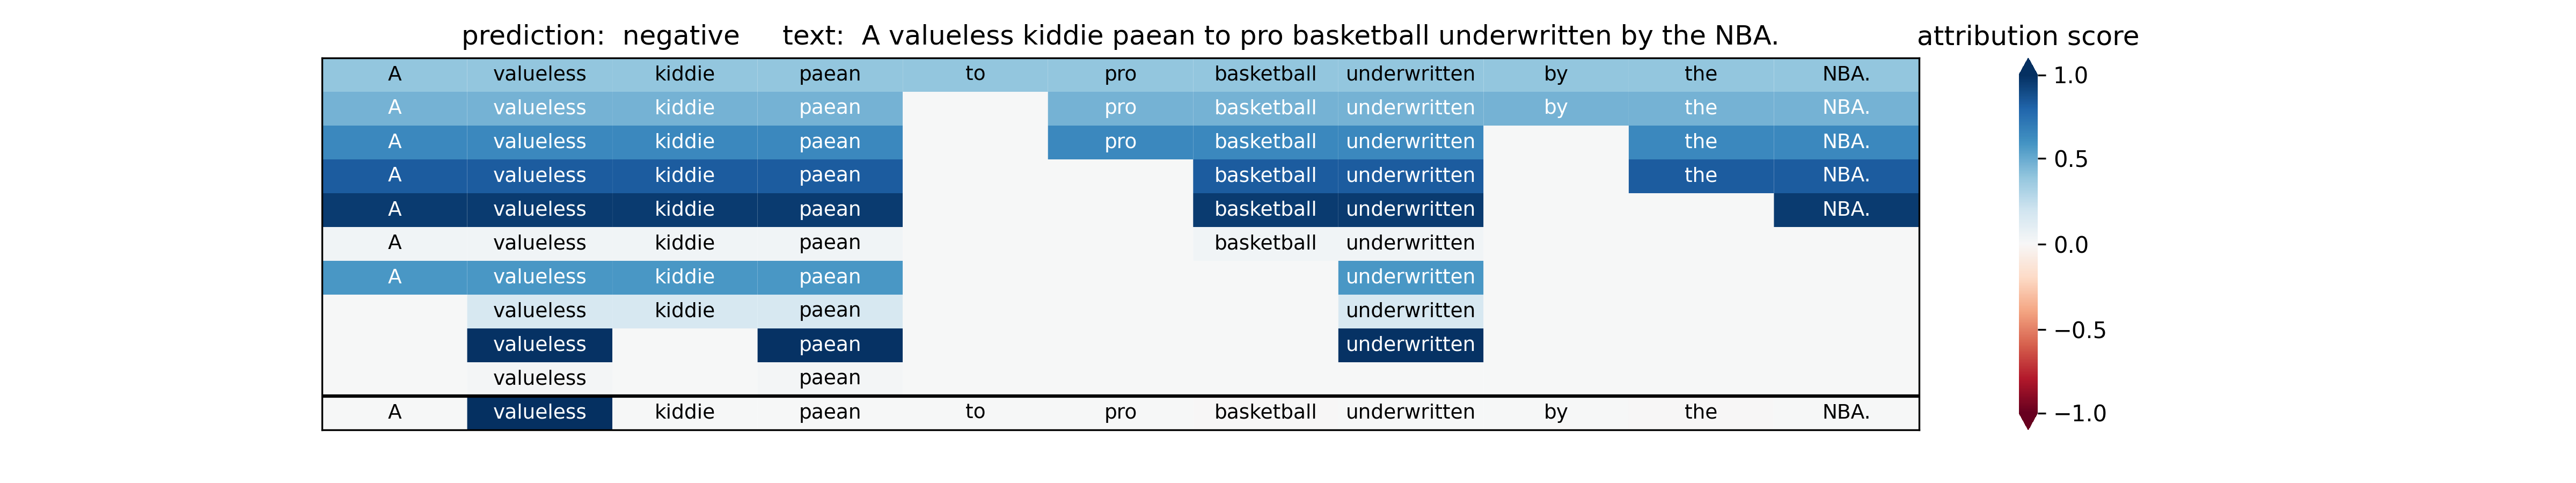 prediction: negative text: A valueless kiddie paean to pro basketball underwritten by the NBA. attribution score
A valueless kiddie paean to pro basketball underwritten by the NBA.
A valueless kiddie paean pro basketball underwritten by the NBA.
A valueless kiddie paean pro basketball underwritten the NBA.
A valueless kiddie paean basketball underwritten the NBA.
A valueless kiddie paean basketball underwritten NBA.
A valueless kiddie paean basketball underwritten
A valueless kiddie paean underwritten
valueless kiddie paean underwritten
valueless paean underwritten
valueless paean
A valueless kiddie paean to pro basketball underwritten by the NBA.
1.0
0.5
0.0
−0.5
−1.0